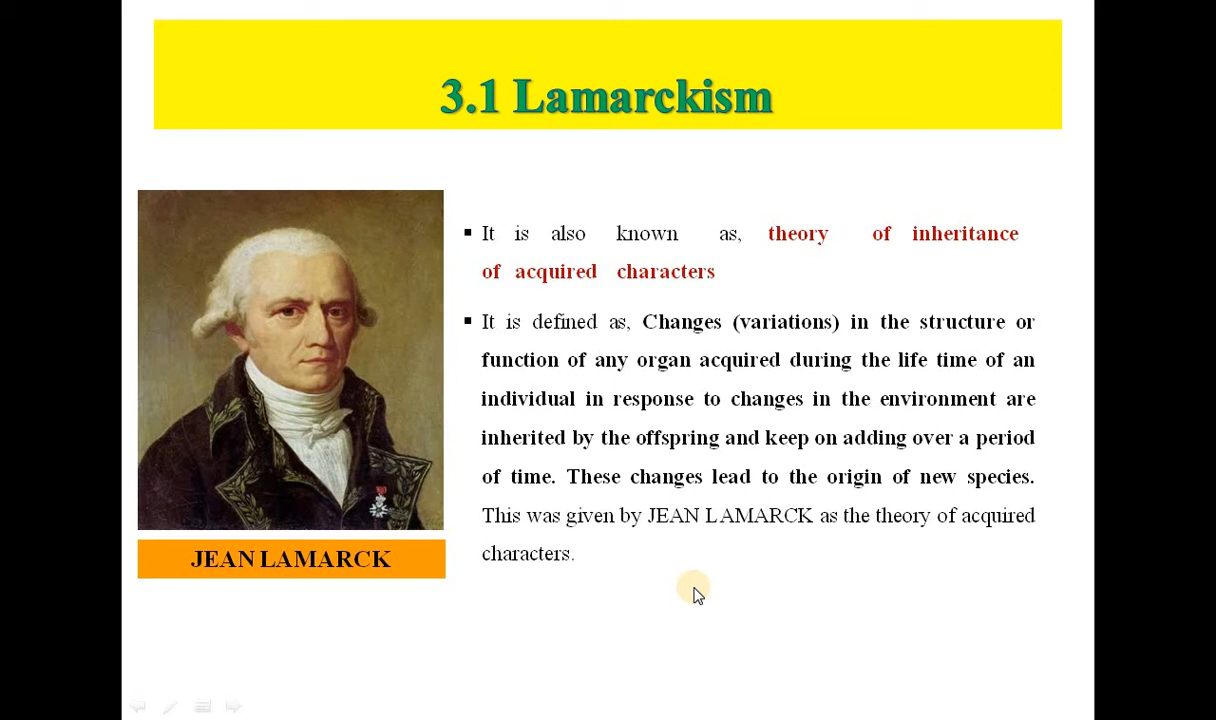 3.1 Lamarckism
▪ It is also known as, theory of inheritance
of acquired characters
▪ It is defined as, Changes (variations) in the structure or
function of any organ acquired during the life time of an
individual in response to changes in the environment are
inherited by the offspring and keep on adding over a period
of time. These changes lead to the origin of new species.
This was given by JEAN LAMARCK as the theory of acquired
characters.
JEAN LAMARCK